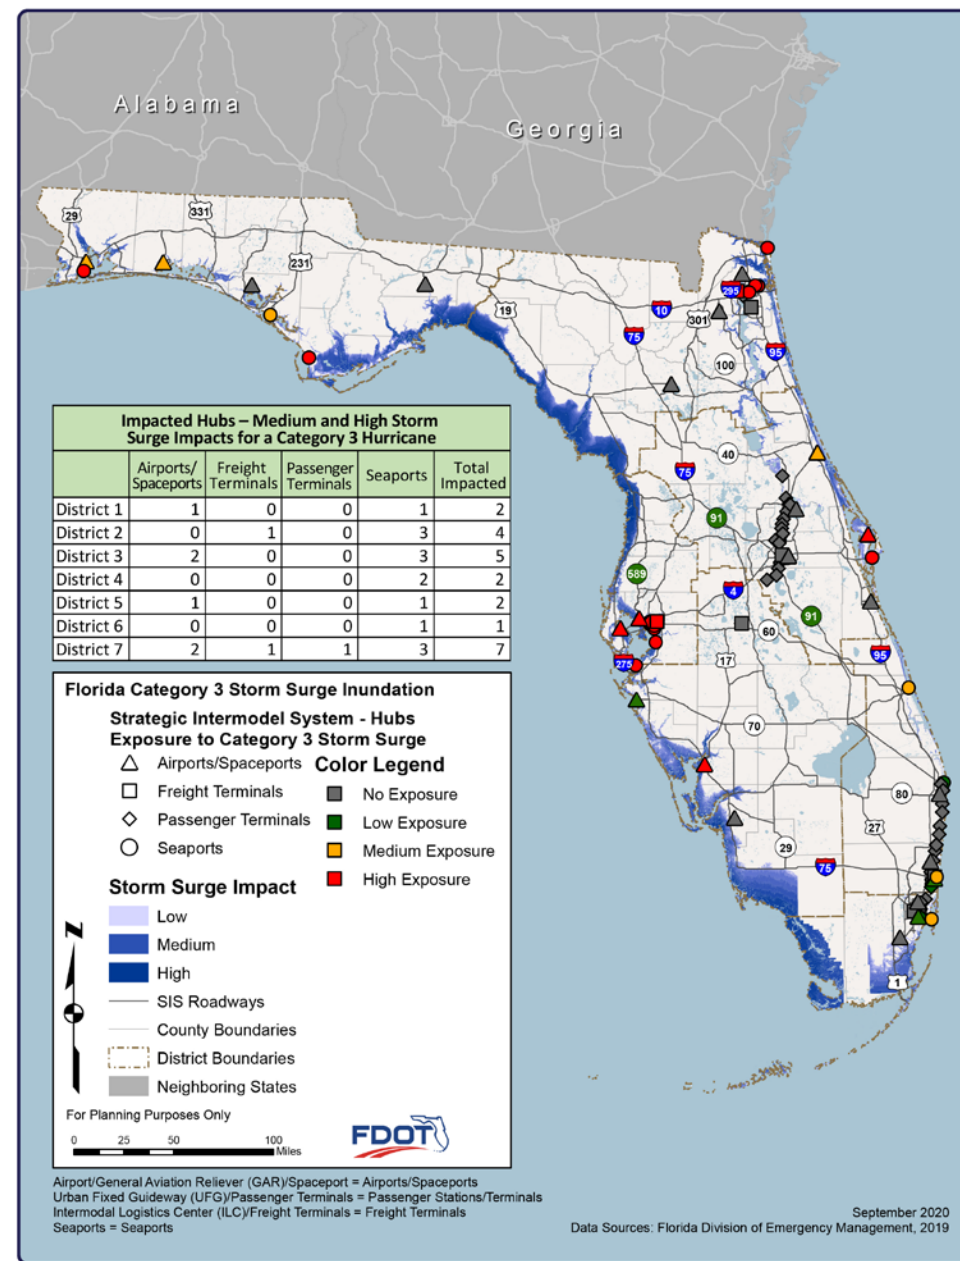 Alabama
Georgia
29
331
231
19
10
75
295
301
95
100
40
75
91
589
4
91
60
17
275
95
70
80
27
29
75
1
Impacted Hubs – Medium and High Storm
Surge Impacts for a Category 3 Hurricane
Airports/ Spaceports Freight Terminals Passenger Terminals Seaports Total Impacted
District 1 1 0 0 1 2
District 2 0 1 0 3 4
District 3 2 0 0 3 5
District 4 0 0 0 2 2
District 5 1 0 0 1 2
District 6 0 0 0 1 1
District 7 2 1 1 3 7
Florida Category 3 Storm Surge Inundation
Strategic Intermodel System - Hubs
Exposure to Category 3 Storm Surge
Airports/Spaceports
Freight Terminals
Passenger Terminals
Seaports
Color Legend
No Exposure
Low Exposure
Medium Exposure
High Exposure
Storm Surge Impact
Low
Medium
High
SIS Roadways
County Boundaries
District Boundaries
Neighboring States
N
For Planning Purposes Only
0 25 50 100
Miles
FDOT
Airport/General Aviation Reliever (GAR)/Spaceport = Airports/Spaceports
Urban Fixed Guideway (UFG)/Passenger Terminals = Passenger Stations/Terminals
Intermodal Logistics Center (ILC)/Freight Terminals = Freight Terminals
Seaports = Seaports
September 2020
Data Sources: Florida Division of Emergency Management, 2019